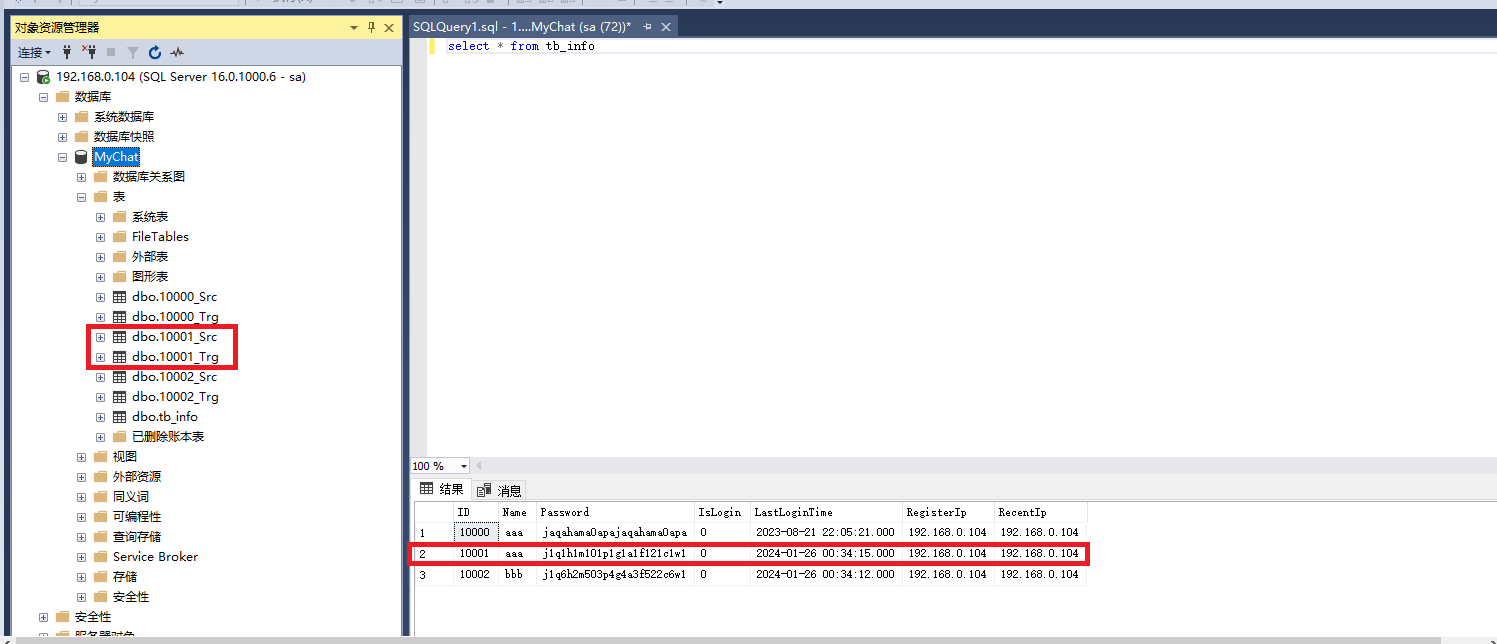 对象资源管理器
连接
192.168.0.104 (SQL Server 16.0.1000.6 - sa)
数据库
系统数据库
数据库快照
MyChat
数据库关系图
表
系统表
FileTables
外部表
图形表
dbo.10000_Src
dbo.10000_Trg
dbo.10001_Src
dbo.10001_Trg
dbo.10002_Src
dbo.10002_Trg
dbo.tb_info
已删除账本表
视图
外部资源
同义词
可编程性
查询存储
Service Broker
存储
安全性
安全性
服务器对象
SQLQuery1.sql - 1....MyChat (sa (72))*
select * from tb_info
100 %
结果 消息
ID Name Password IsLogin LastLoginTime RegisterIp RecentIp
1 10000 aaa jaqahama0apajaqahama0apa 0 2023-08-21 22:05:21.000 192.168.0.104 192.168.0.104
2 10001 aaa j1q1h1m101p1g1a1f121c1w1 0 2024-01-26 00:34:15.000 192.168.0.104 192.168.0.104
3 10002 bbb j1q6h2m503p4g4a3f522c6w1 0 2024-01-26 00:34:12.000 192.168.0.104 192.168.0.104